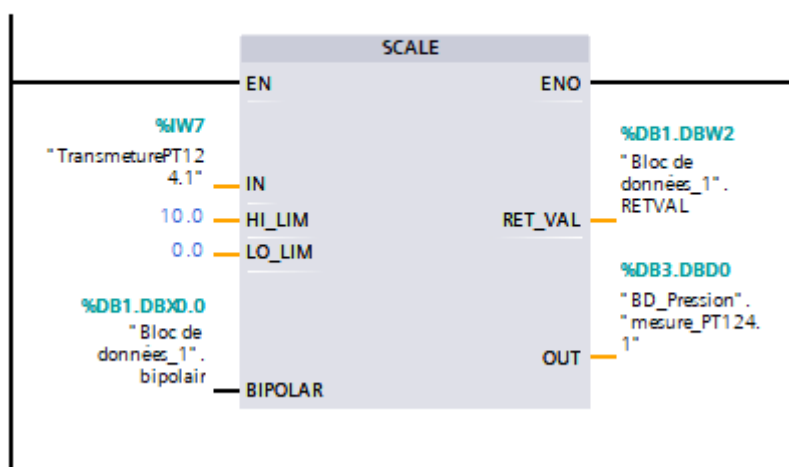 SCALE
EN
ENO
%IW7
"TransmeturePT12
4.1"
IN
10.0
HI_LIM
0.0
LO_LIM
%DB1.DBX0.0
"Bloc de
données_1".
bipolair
BIPOLAR
%DB1.DBW2
"Bloc de
données_1".
RETVAL
RET_VAL
%DB3.DBD0
"BD_Pression".
"mesure_PT124.
1"
OUT